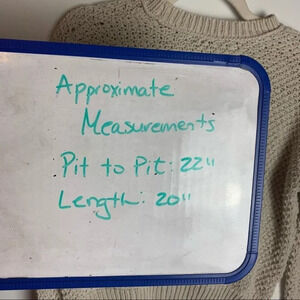 Approximate
Measurements
Pit to Pit: 22"
Length: 20"